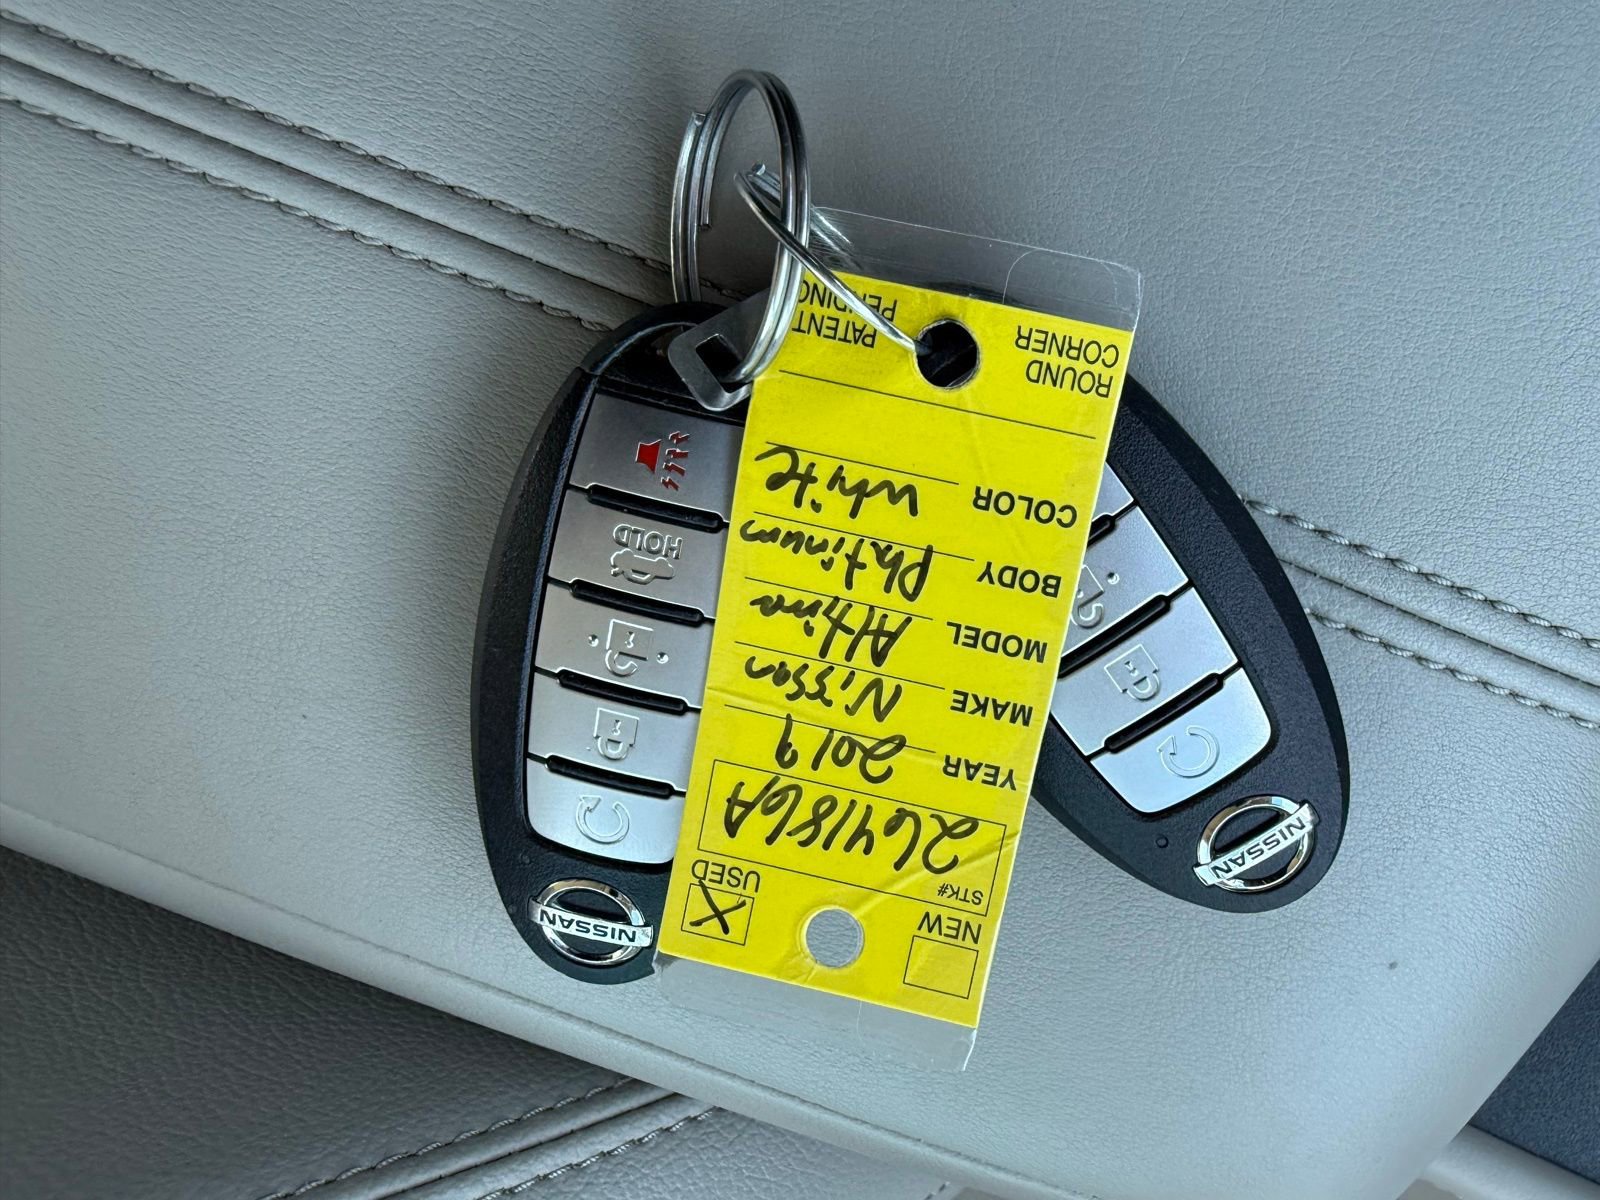 NEW
USED X
STK#
264186A
YEAR 2019
MAKE Nissan
MODEL Altima
BODY Platinum
COLOR White
ROUND CORNER
PATENT PENDING
HOLD
NISSAN
NISSAN